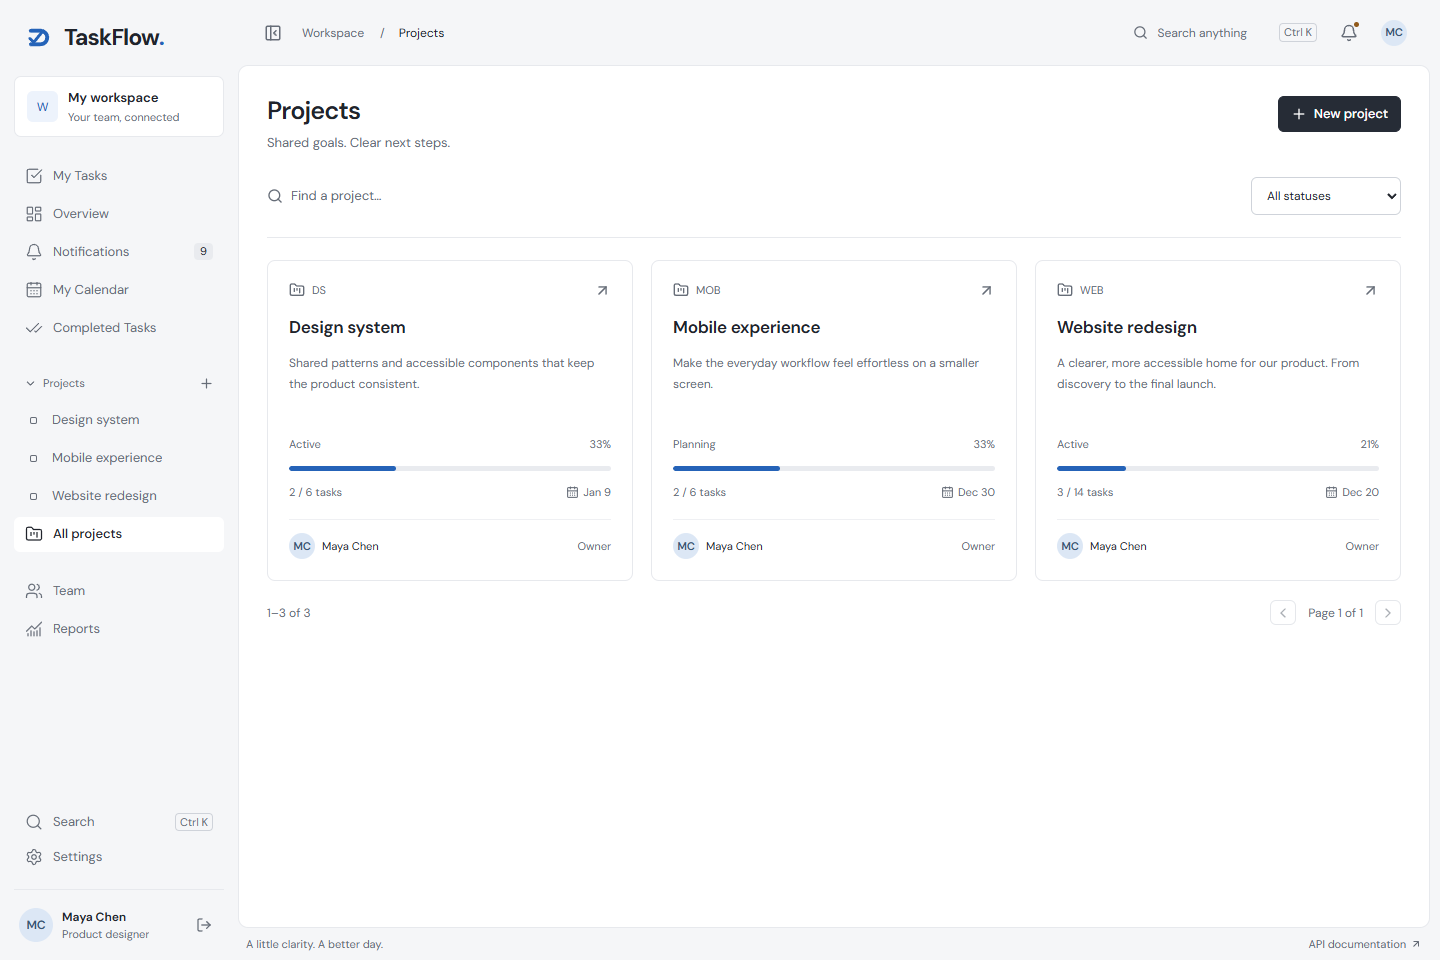 TaskFlow.
W
My workspace
Your team, connected
My Tasks
Overview
Notifications 9
My Calendar
Completed Tasks
Projects
Design system
Mobile experience
Website redesign
All projects
Team
Reports
Search Ctrl K
Settings
MC
Maya Chen
Product designer
Workspace / Projects
Search anything Ctrl K
MC
Projects
Shared goals. Clear next steps.
New project
Find a project...
All statuses
DS
Design system
Shared patterns and accessible components that keep
the product consistent.
Active 33%
2 / 6 tasks Jan 9
MC Maya Chen Owner
MOB
Mobile experience
Make the everyday workflow feel effortless on a smaller
screen.
Planning 33%
2 / 6 tasks Dec 30
MC Maya Chen Owner
WEB
Website redesign
A clearer, more accessible home for our product. From
discovery to the final launch.
Active 21%
3 / 14 tasks Dec 20
MC Maya Chen Owner
1–3 of 3
Page 1 of 1
A little clarity. A better day.
API documentation